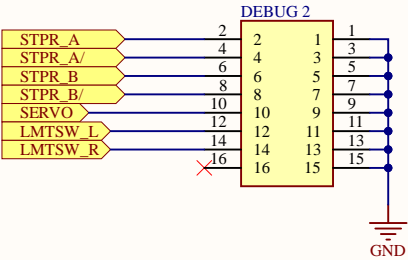 DEBUG 2
STPR_A 2 2 1 1
STPR_A/ 4 4 3 3
STPR_B 6 6 5 5
STPR_B/ 8 8 7 7
SERVO 10 10 9 9
LMTSW_L 12 12 11 11
LMTSW_R 14 14 13 13
16 16 15 15
GND